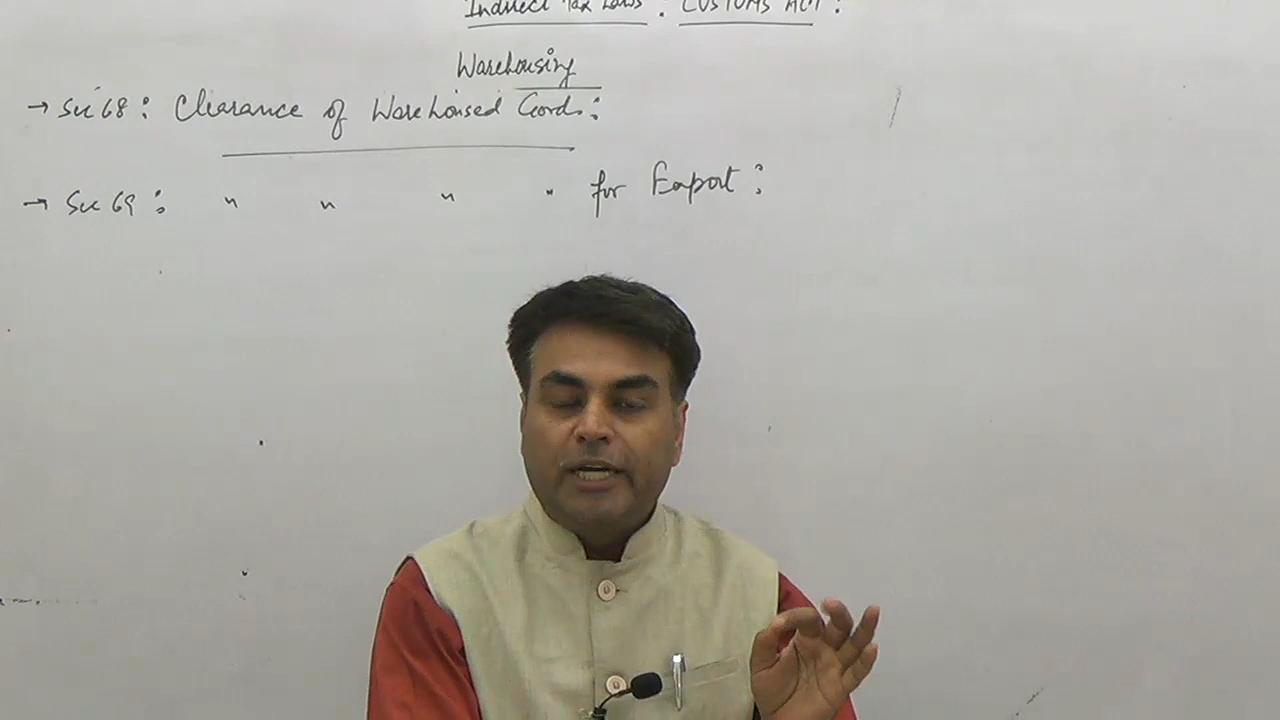 Indirect Tax Laws : CUSTOMS ACT :
Warehousing
→ Sec 68 : Clearance of Warehoused Goods :
→ Sec 69 : " " " " for Export :